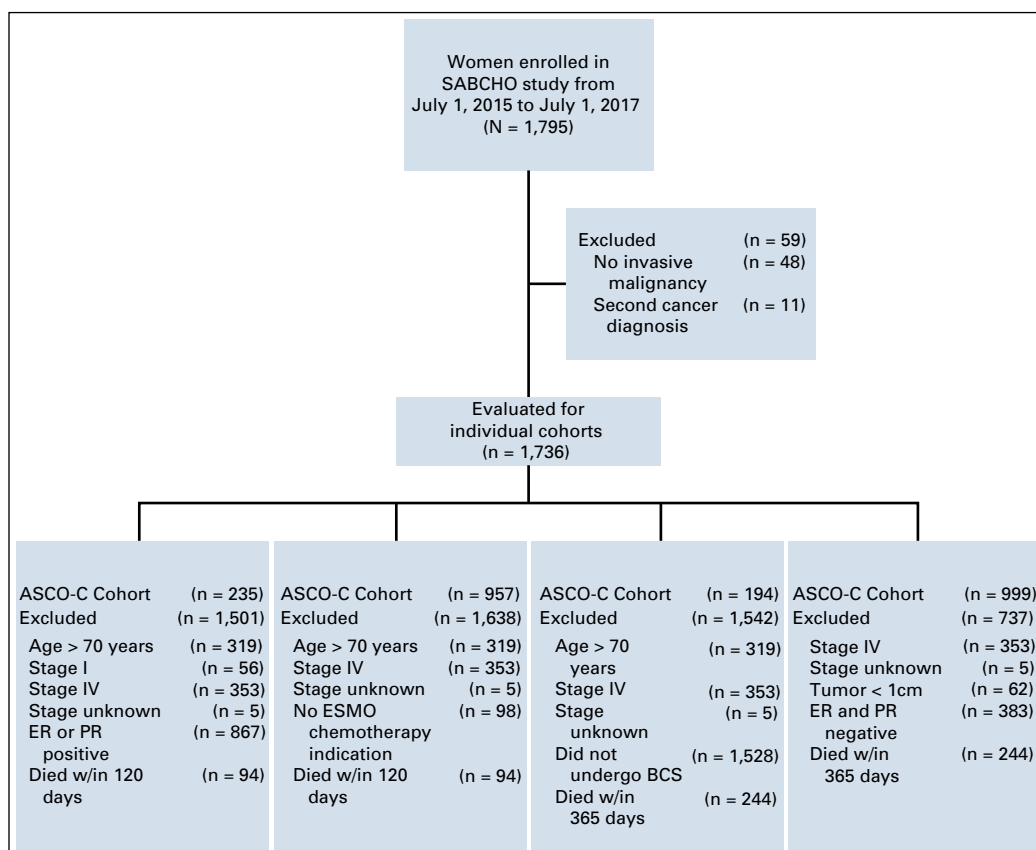 Women enrolled in
SABCHO study from
July 1, 2015 to July 1, 2017
(N = 1,795)
Excluded (n = 59)
No invasive (n = 48)
malignancy
Second cancer (n = 11)
diagnosis
Evaluated for
individual cohorts
(n = 1,736)
ASCO-C Cohort (n = 235)
Excluded (n = 1,501)
Age > 70 years (n = 319)
Stage I (n = 56)
Stage IV (n = 353)
Stage unknown (n = 5)
ER or PR (n = 867)
positive
Died w/in 120 (n = 94)
days
ASCO-C Cohort (n = 957)
Excluded (n = 1,638)
Age > 70 years (n = 319)
Stage IV (n = 353)
Stage unknown (n = 5)
No ESMO (n = 98)
chemotherapy
indication
Died w/in 120 (n = 94)
days
ASCO-C Cohort (n = 194)
Excluded (n = 1,542)
Age > 70 (n = 319)
years
Stage IV (n = 353)
Stage (n = 5)
unknown
Did not (n = 1,528)
undergo BCS
Died w/in (n = 244)
365 days
ASCO-C Cohort (n = 999)
Excluded (n = 737)
Stage IV (n = 353)
Stage unknown (n = 5)
Tumor < 1cm (n = 62)
ER and PR (n = 383)
negative
Died w/in (n = 244)
365 days